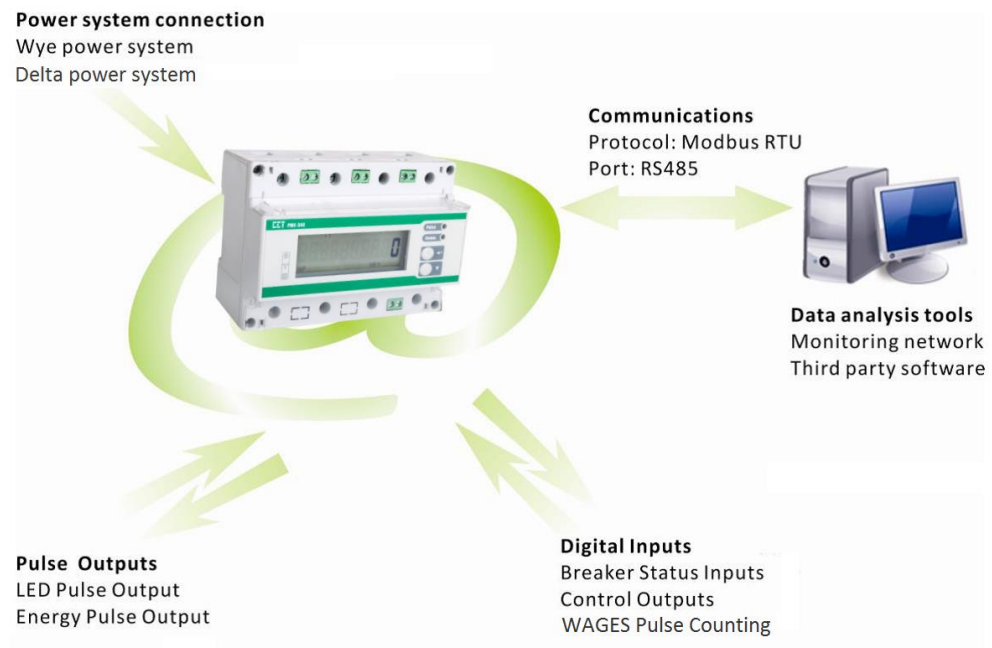 Power system connection
Wye power system
Delta power system
Communications
Protocol: Modbus RTU
Port: RS485
CET
0
Data analysis tools
Monitoring network
Third party software
Pulse Outputs
LED Pulse Output
Energy Pulse Output
Digital Inputs
Breaker Status Inputs
Control Outputs
WAGES Pulse Counting